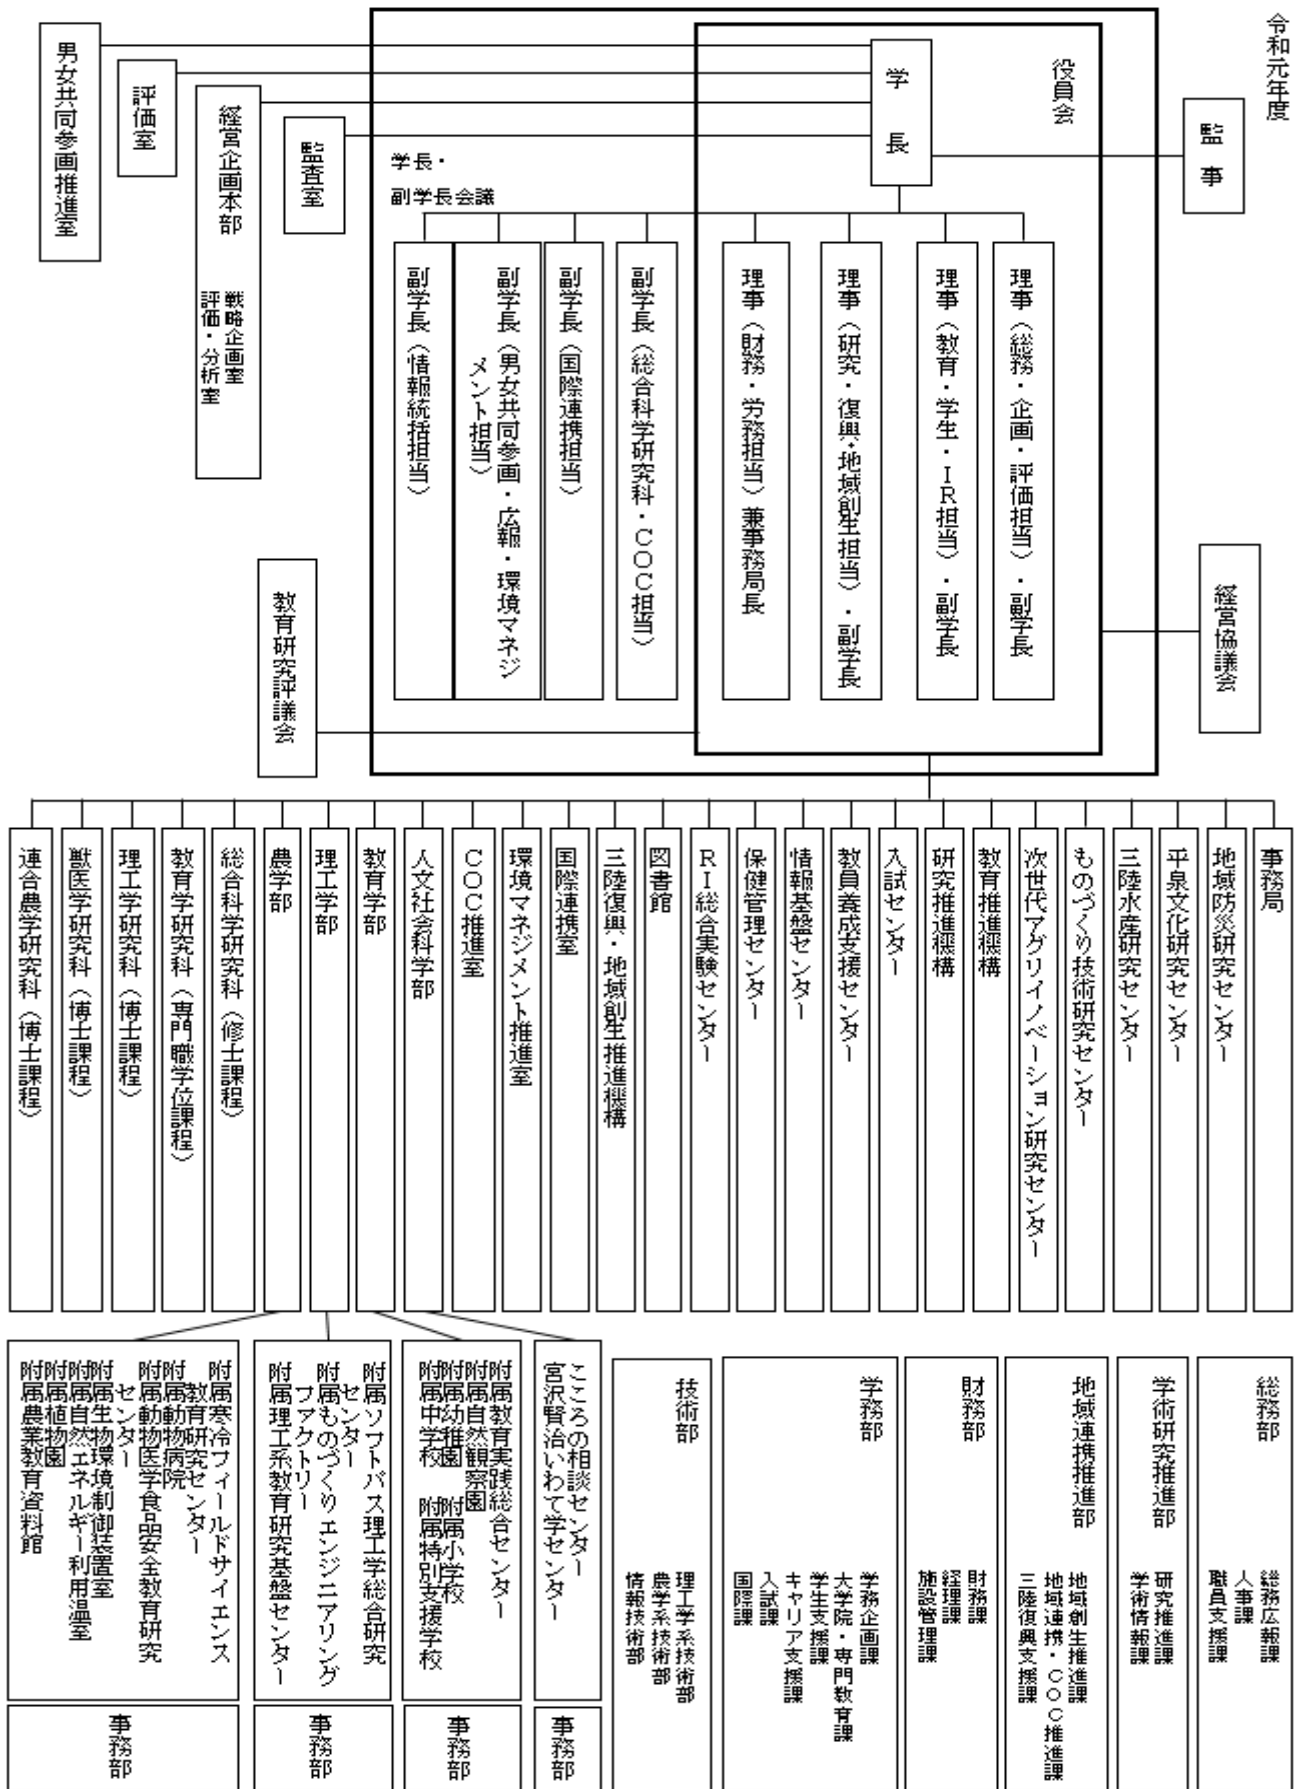 令和元年度
監事
役員会
学長
学長・
副学長会議
監査室
経営企画本部
戦略企画室
評価・分析室
評価室
男女共同参画推進室
理事（総務・企画・評価担当）・副学長
理事（教育・学生・ＩＲ担当）・副学長
理事（研究・復興・地域創生担当）・副学長
理事（財務・労務担当）兼事務局長
副学長（総合科学研究科・ＣＯＣ担当）
副学長（国際連携担当）
副学長（男女共同参画・広報・環境マネジ
メント担当）
副学長（情報統括担当）
経営協議会
教育研究評議会
事務局
地域防災研究センター
平泉文化研究センター
三陸水産研究センター
ものづくり技術研究センター
次世代アグリイノベーション研究センター
教育推進機構
研究推進機構
入試センター
教員養成支援センター
情報基盤センター
保健管理センター
ＲＩ総合実験センター
図書館
三陸復興・地域創生推進機構
国際連携室
環境マネジメント推進室
ＣＯＣ推進室
人文社会科学部
教育学部
理工学部
農学部
総合科学研究科（修士課程）
教育学研究科（専門職学位課程）
理工学研究科（博士課程）
獣医学研究科（博士課程）
連合農学研究科（博士課程）
総務部
総務広報課
人事課
職員支援課
学術研究推進部
研究推進課
学術情報課
地域連携推進部
地域創生推進課
地域連携・ＣＯＣ推進課
三陸復興支援課
財務部
財務課
経理課
施設管理課
学務部
学務企画課
大学院・専門教育課
学生支援課
キャリア支援課
入試課
国際課
技術部
理工学系技術部
農学系技術部
情報技術部
こころの相談センター
宮沢賢治いわて学センター
事務部
附属教育実践総合センター
附属自然観察園
附属幼稚園　附属小学校
附属中学校　附属特別支援学校
事務部
附属ソフトパス理工学総合研究
センター
附属ものづくりエンジニアリング
ファクトリー
附属理工系教育研究基盤センター
事務部
附属寒冷フィールドサイエンス
教育研究センター
附属動物病院
附属動物医学食品安全教育研究
センター
附属生物環境制御装置室
附属自然エネルギー利用温室
附属植物園
附属農業教育資料館
事務部